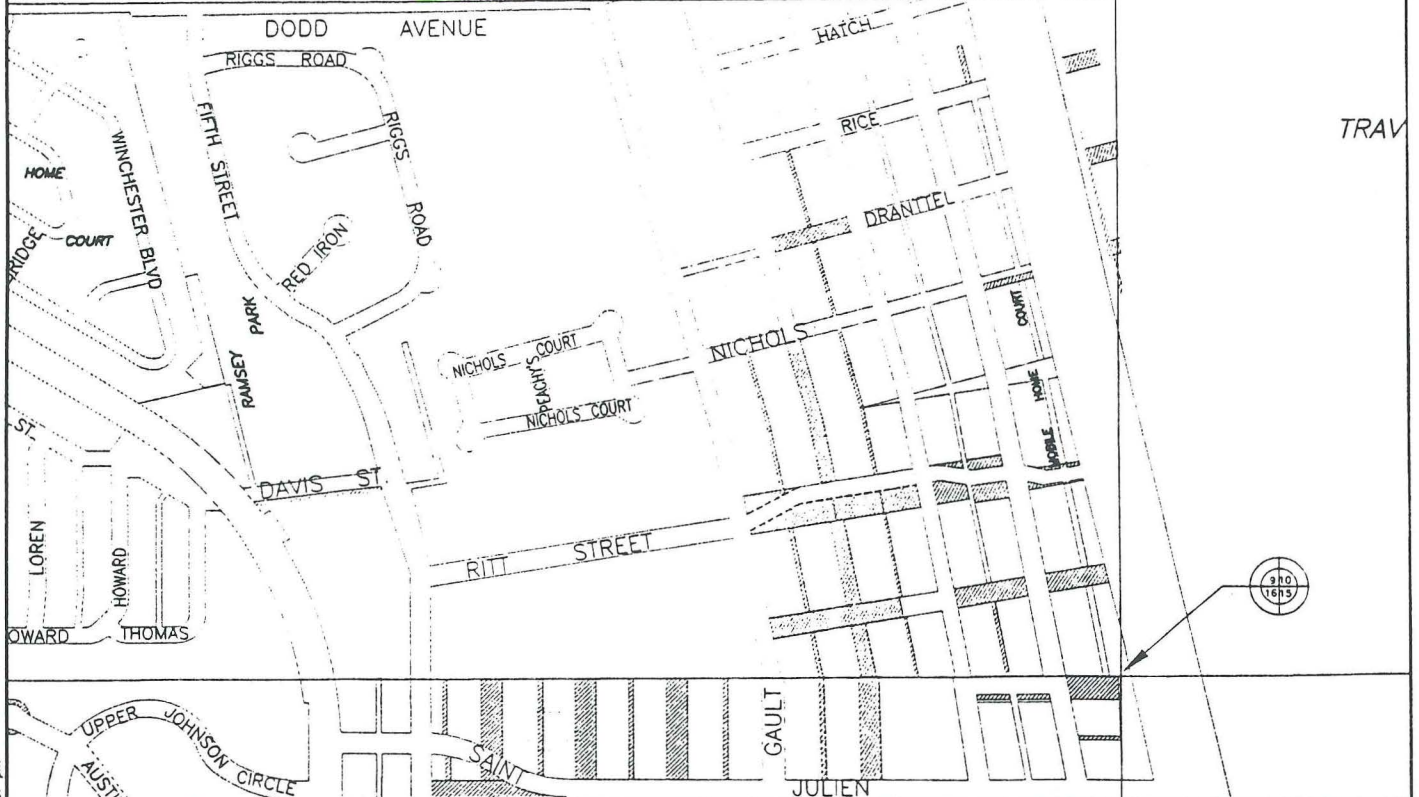 DODD AVENUE
HATCH
RIGGS ROAD
RICE
TRAV
FIFTH STREET
RIGGS
ROAD
WINCHESTER BLVD
HOME
COURT
RIDGE
DRANTTEL
RED IRON
RAMSEY PARK
NICHOLS
COURT
NICHOLS COURT
PEACHY'S
NICHOLS COURT
MOBILE HOME
ST.
DAVIS ST
RITT STREET
LOREN
HOWARD
9 10
16 15
OWARD
THOMAS
UPPER JOHNSON CIRCLE
GAULT
SAINT
JULIEN